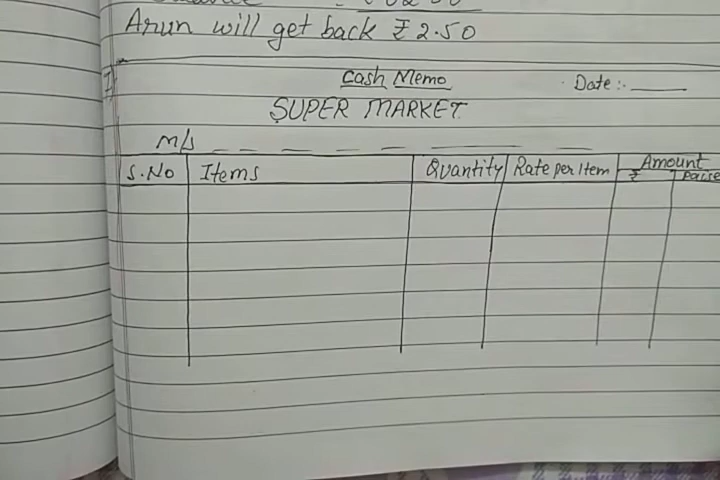 Arun will get back ₹ 2.50
Cash Memo
Date :-
SUPER MARKET
M/s
S.No Items Quantity Rate per Item Amount
₹ Paise